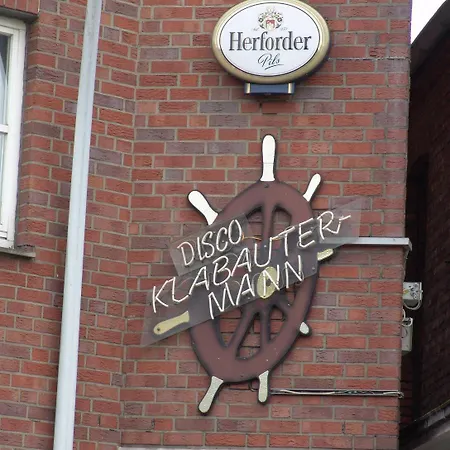 Herforder
Pils
DISCO
KLABAUTER-
MANN